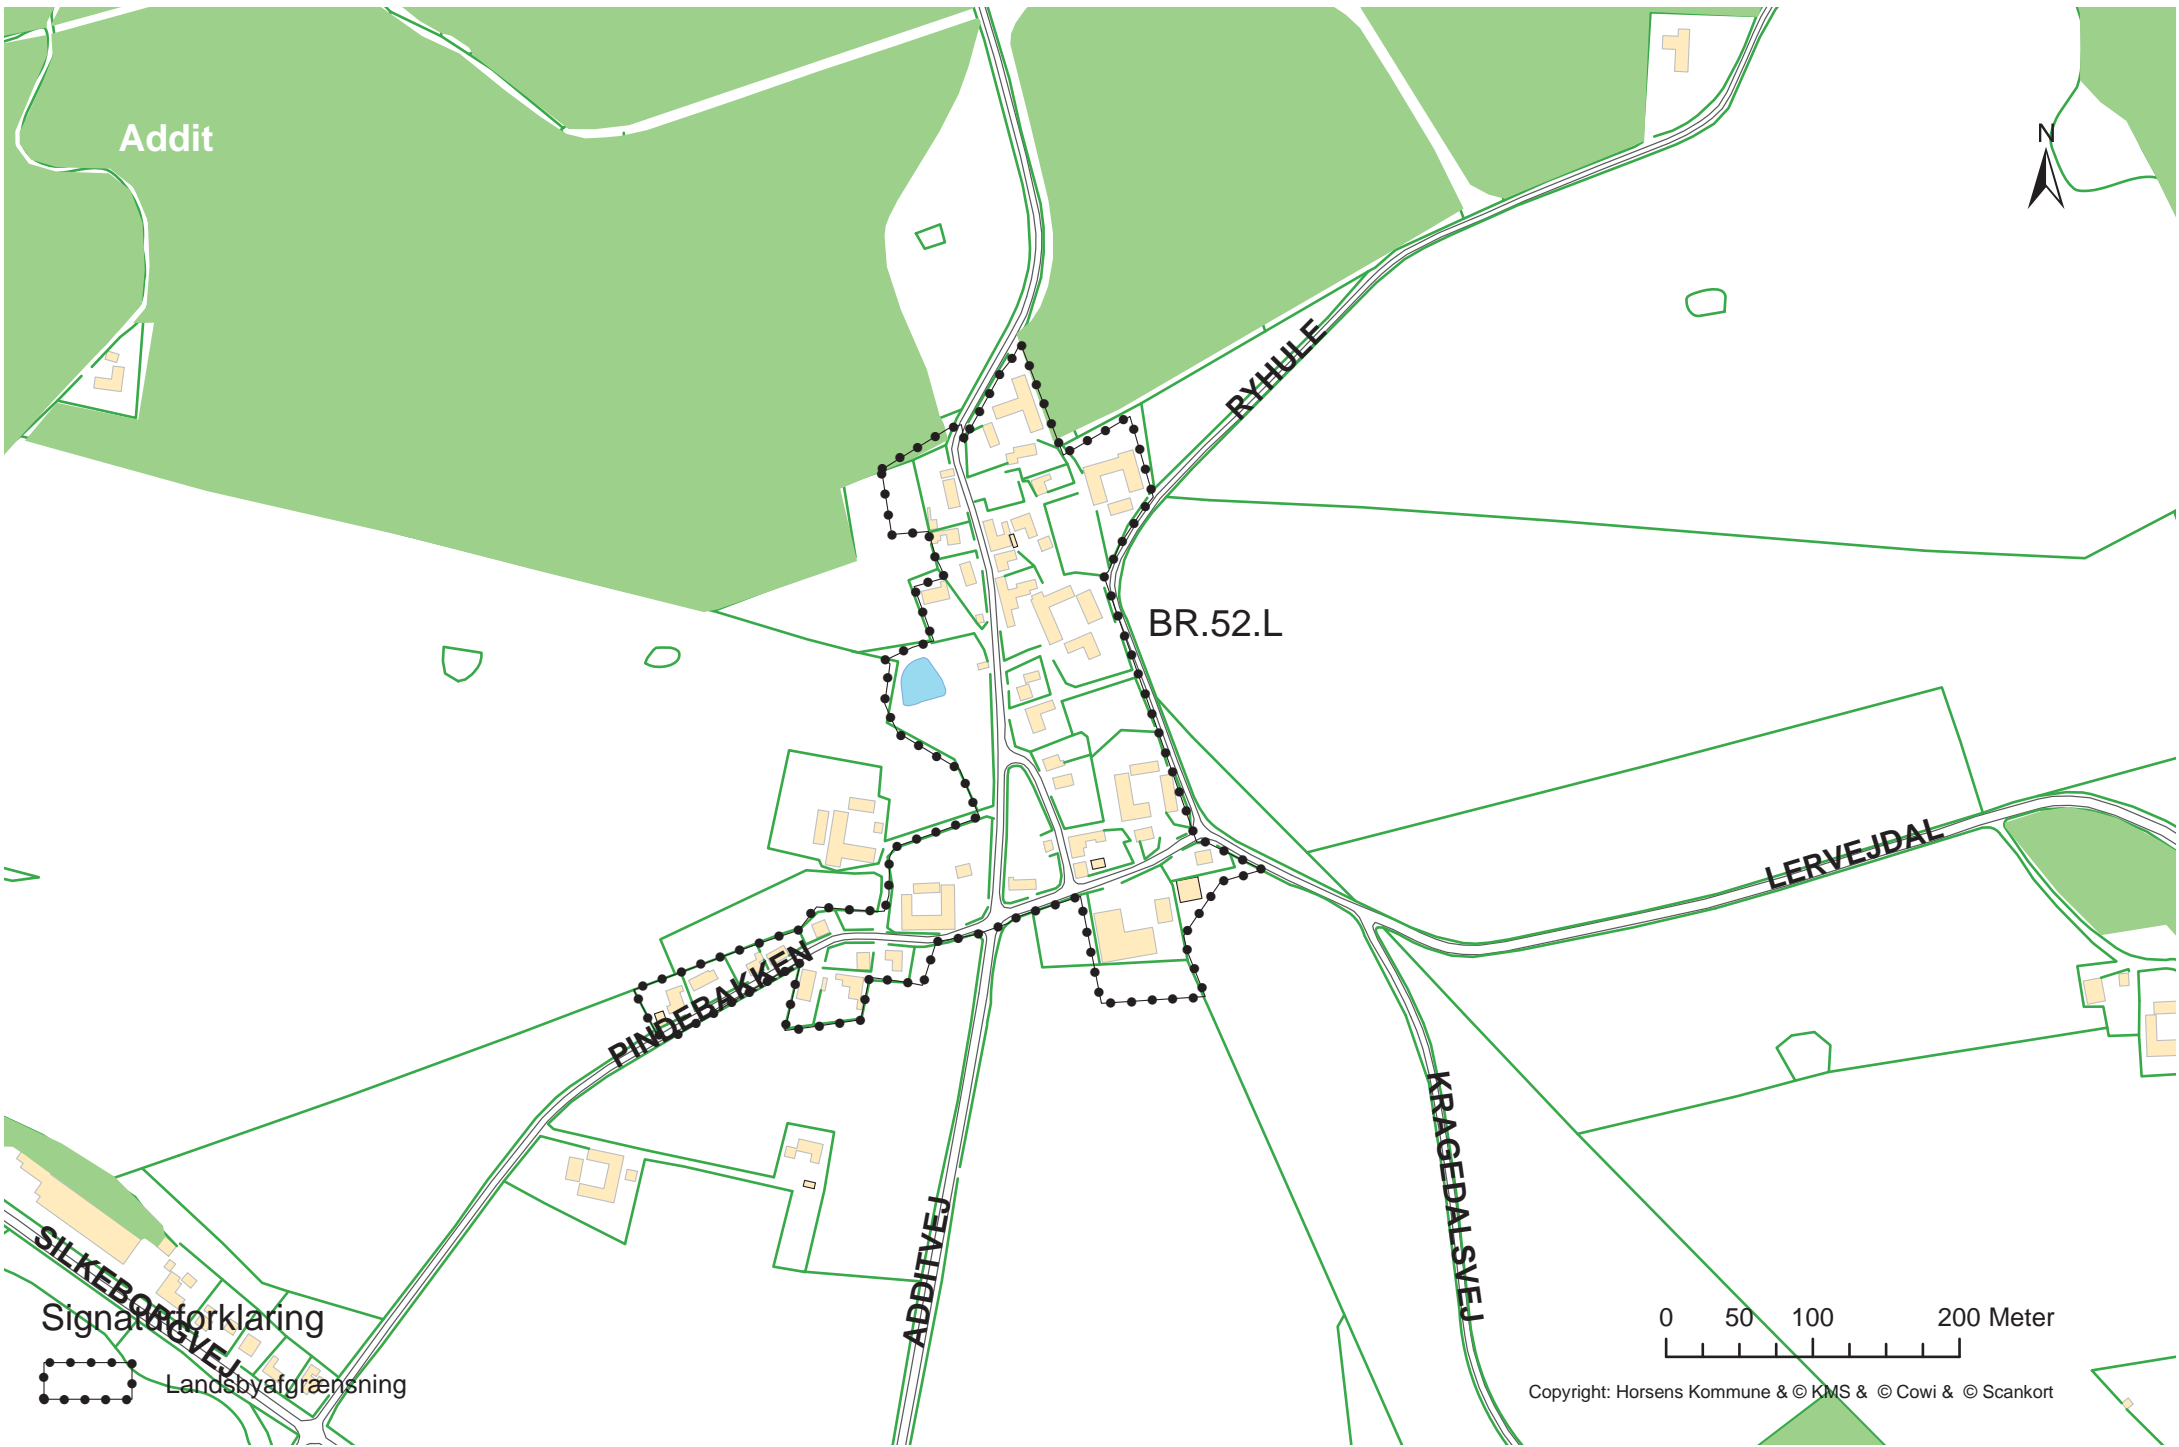 Addit
N
RYHULE
BR.52.L
LERVEJDAL
PINDEBAKKEN
KRAGEDALSVEJ
ADDITVEJ
SILKEBORGVEJ
Signaturforklaring
Landsbyafgrænsning
0 50 100 200 Meter
Copyright: Horsens Kommune & © KMS & © Cowi & © Scankort